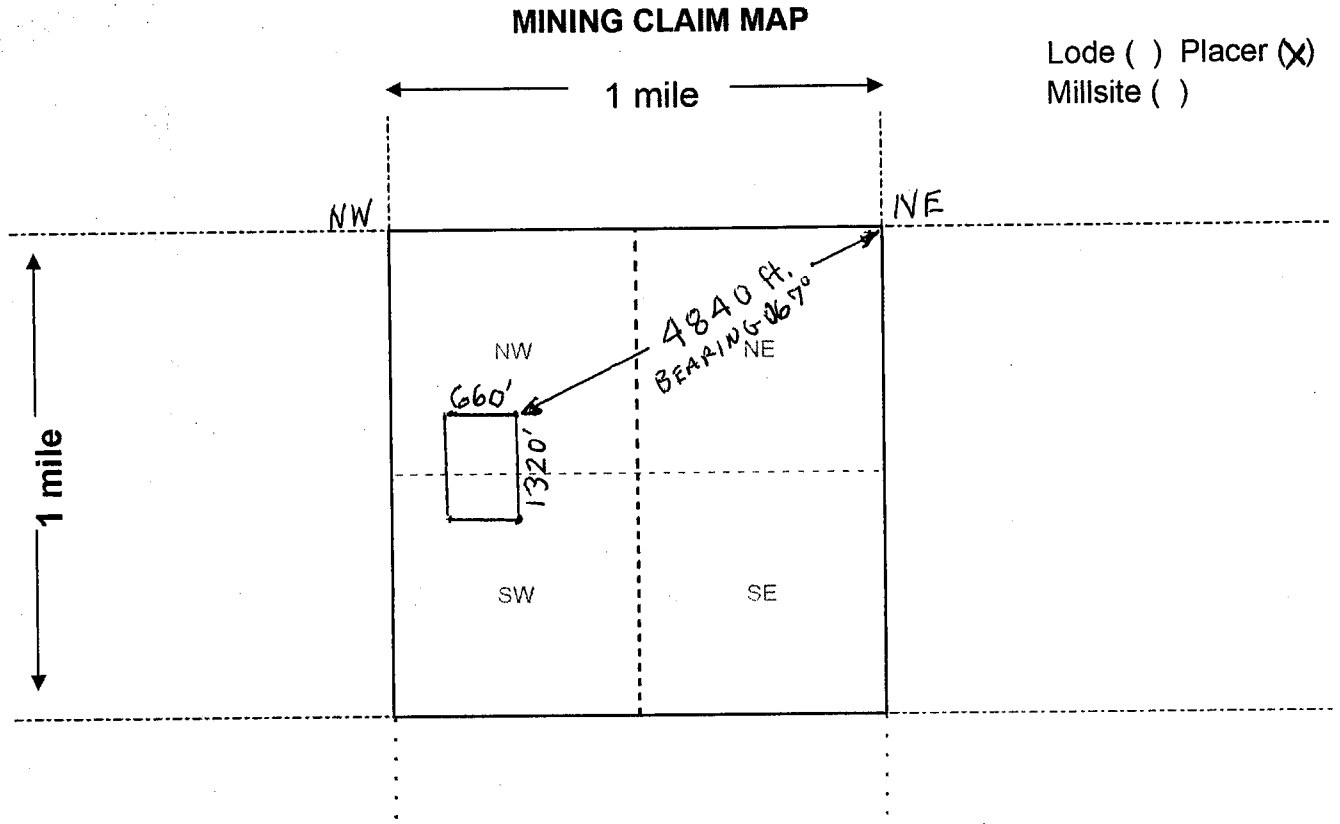 MINING CLAIM MAP
Lode ( ) Placer (X)
Millsite ( )
1 mile
NW
NE
4840 ft.
BEARING 067°
NW
NE
660'
1320'
1 mile
SW
SE